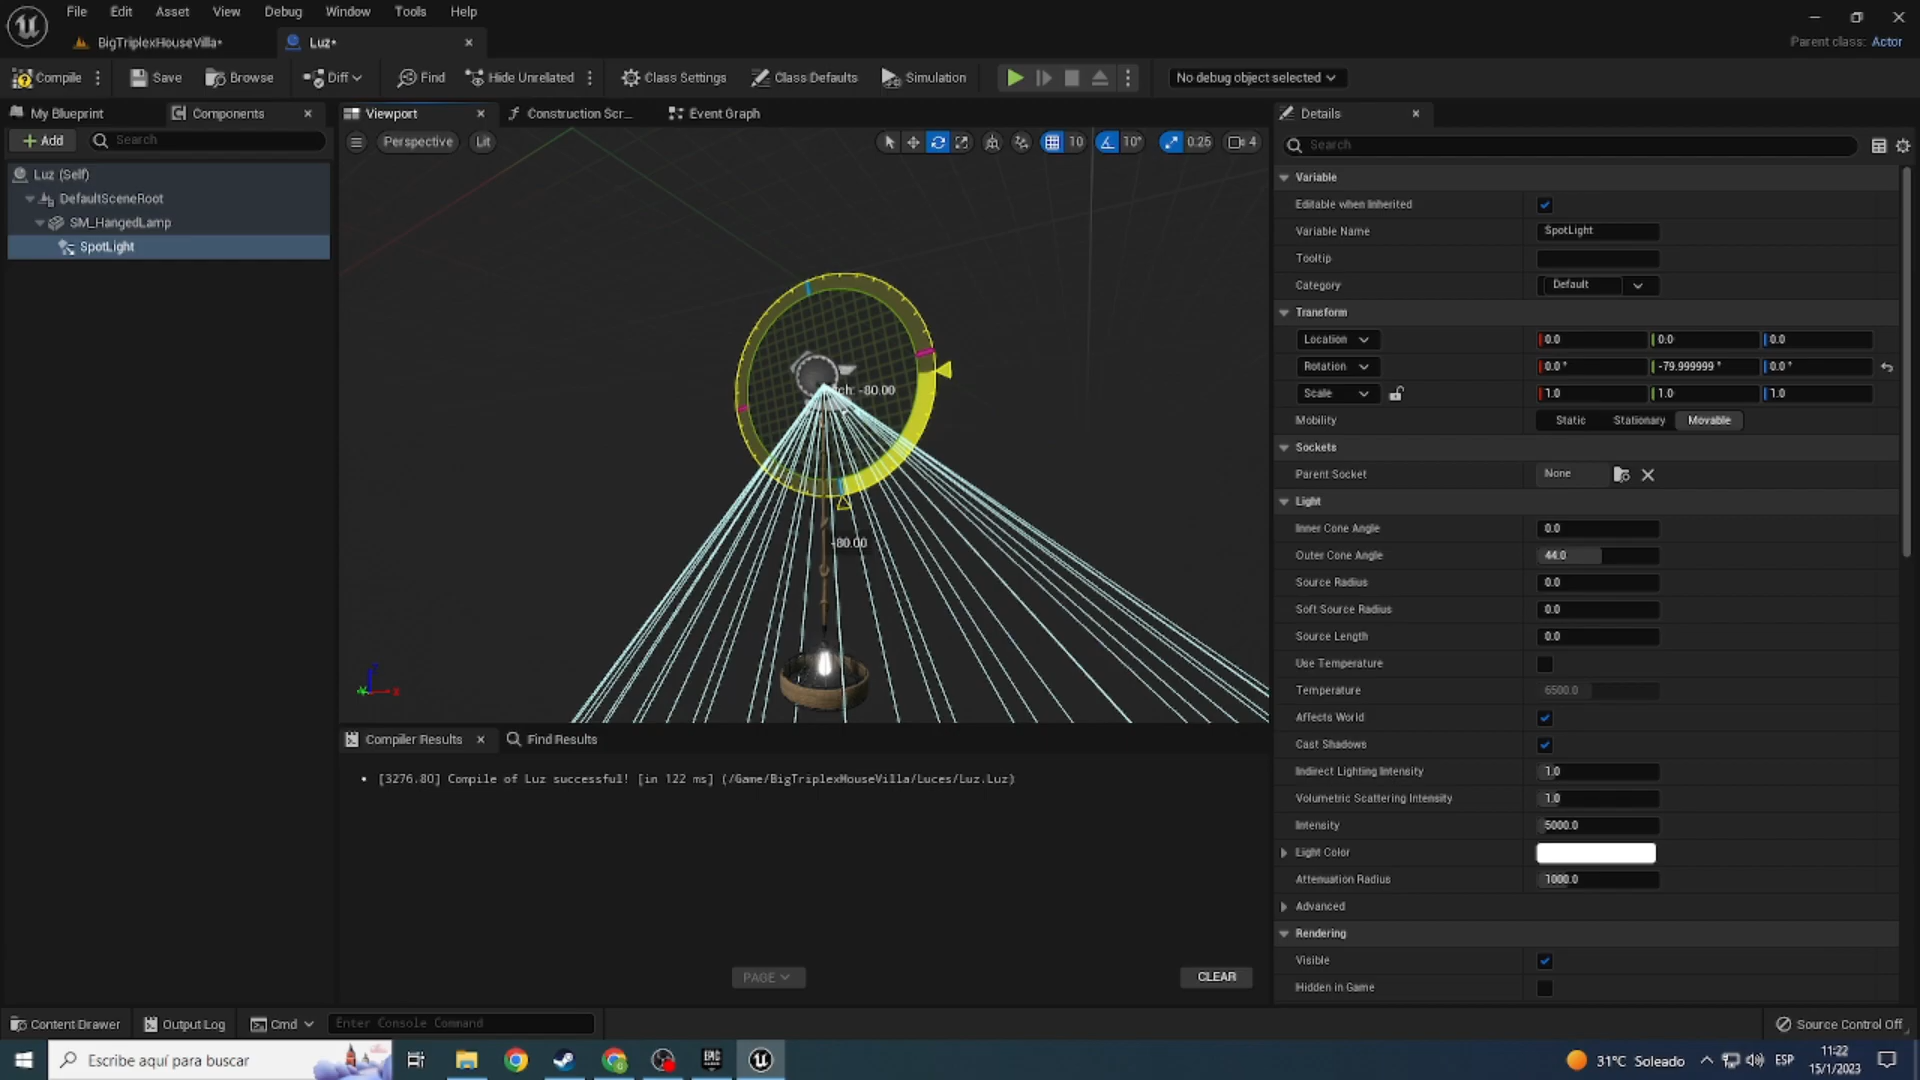 File Edit Asset View Debug Window Tools Help
BigTriplexHouseVilla*
Luz*
Parent class: Actor
Compile Save Browse Diff Find Hide Unrelated Class Settings Class Defaults Simulation No debug object selected
My Blueprint Components
Add Search
Luz (Self)
DefaultSceneRoot
SM_HangedLamp
SpotLight
Viewport Construction Scr... Event Graph
Perspective Lit 10 10° 0.25 4
ch: -80.00
-80.00
Compiler Results Find Results
• [3276.80] Compile of Luz successful! [in 122 ms] (/Game/BigTriplexHouseVilla/Luces/Luz.Luz)
PAGE CLEAR
Details
Search
Variable
Editable when Inherited
Variable Name SpotLight
Tooltip
Category Default
Transform
Location 0.0 0.0 0.0
Rotation 0.0 ° -79.999999 ° 0.0 °
Scale 1.0 1.0 1.0
Mobility Static Stationary Movable
Sockets
Parent Socket None
Light
Inner Cone Angle 0.0
Outer Cone Angle 44.0
Source Radius 0.0
Soft Source Radius 0.0
Source Length 0.0
Use Temperature
Temperature 6500.0
Affects World
Cast Shadows
Indirect Lighting Intensity 1.0
Volumetric Scattering Intensity 1.0
Intensity 5000.0
Light Color
Attenuation Radius 1000.0
Advanced
Rendering
Visible
Hidden in Game
Content Drawer Output Log Cmd Enter Console Command Source Control Off
Escribe aquí para buscar
EPIC
31°C Soleado ESP 11:22
15/1/2023